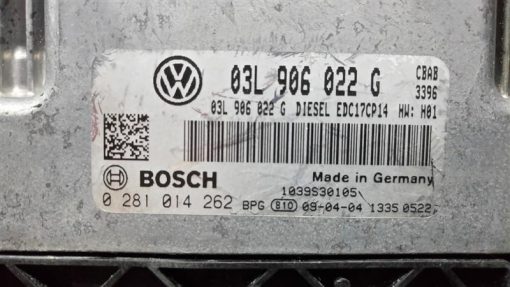 03L 906 022 G CBAB
3396
03L 906 022 G DIESEL EDC17CP14 HW: H01
Made in Germany
BOSCH 1039S30105
0 281 014 262 BPG 810 09-04-04 1335 0522